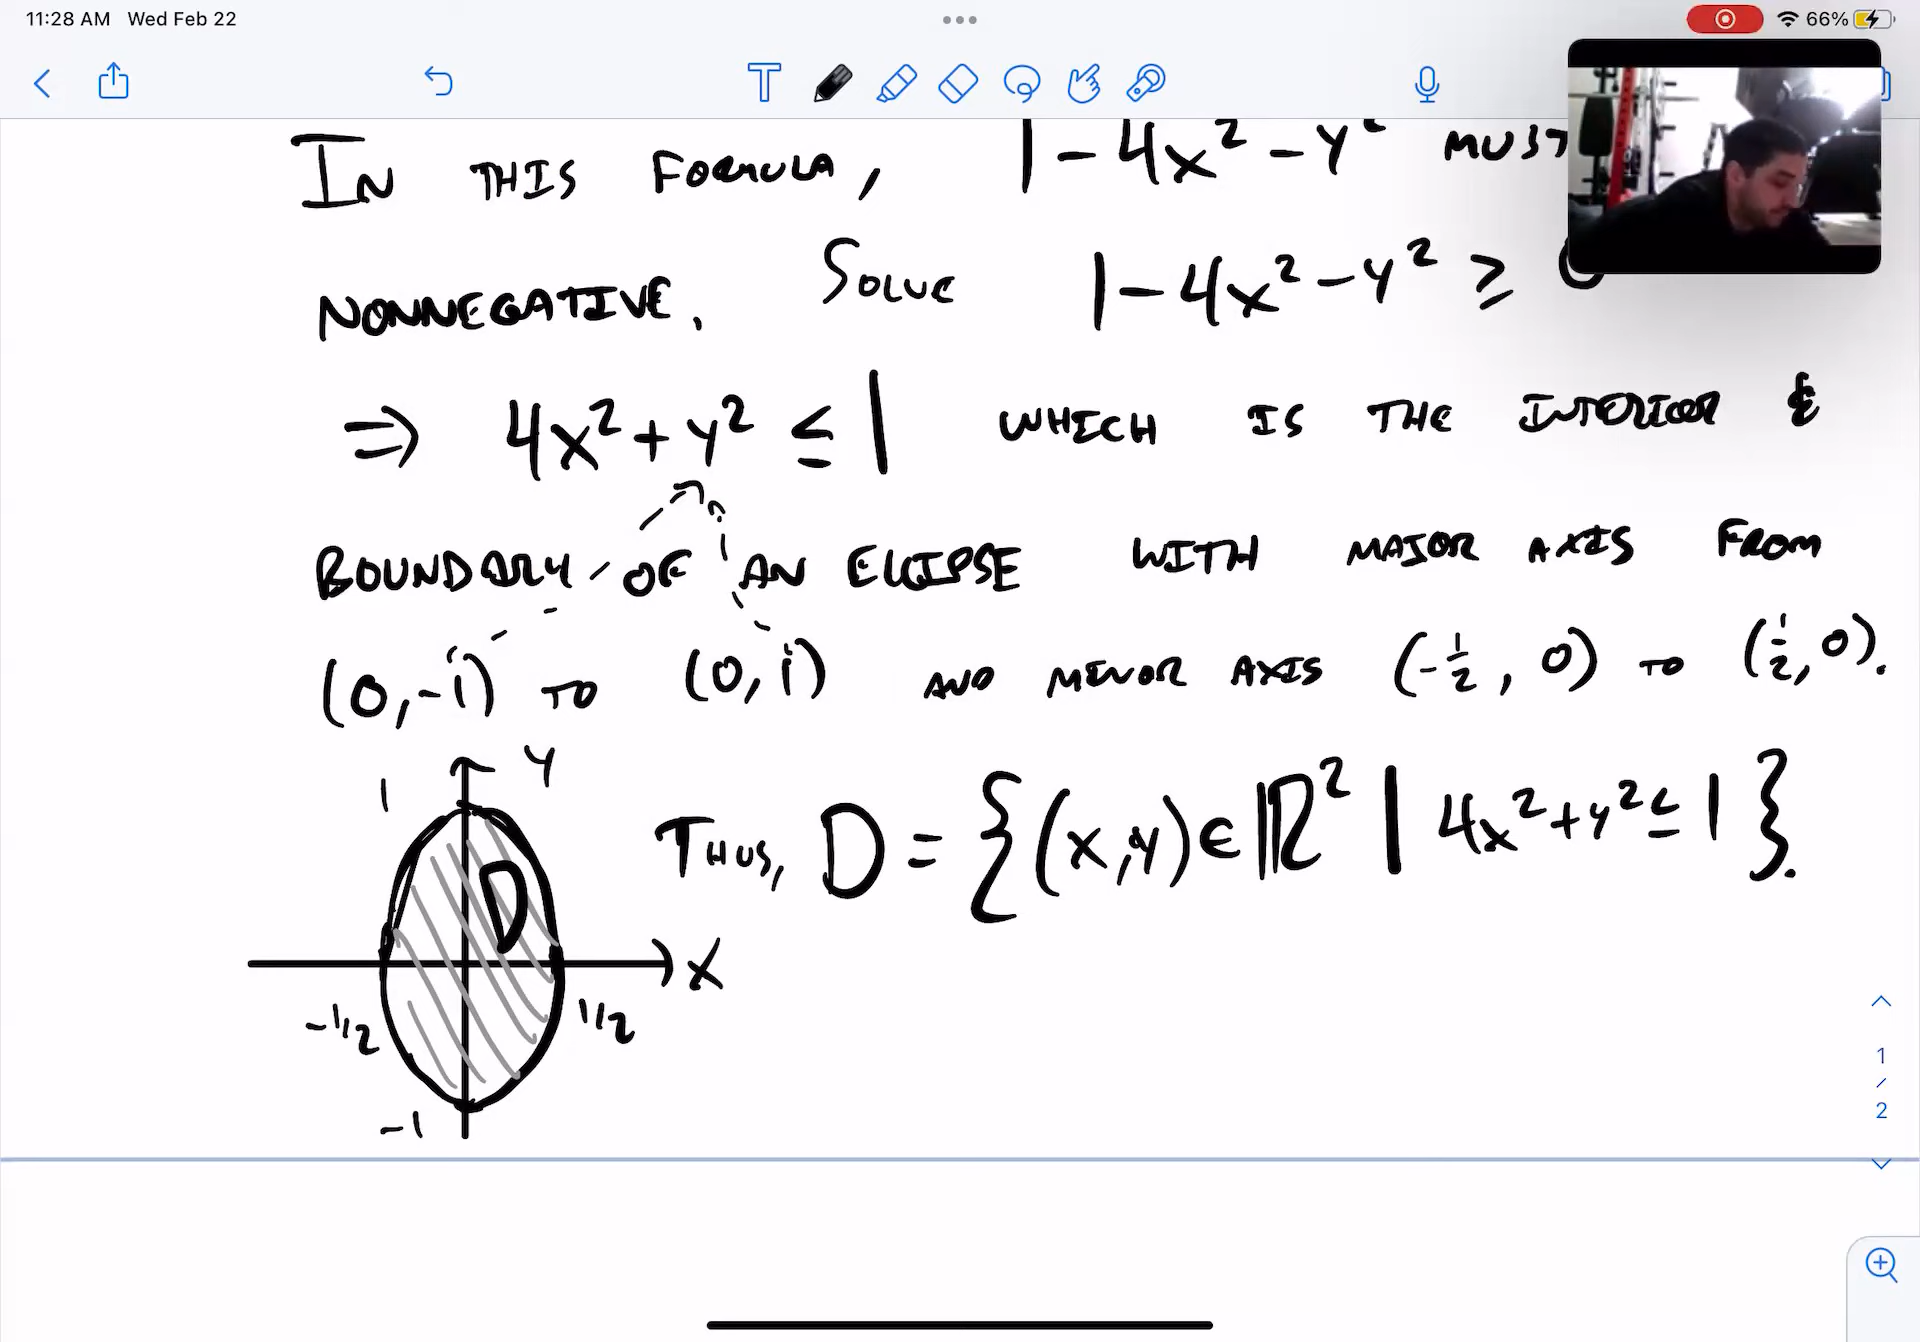 11:28 AM Wed Feb 22
66%
T
IN THIS FORMULA, 1 - 4x² - y² MUST
NONNEGATIVE. SOLVE 1 - 4x² - y² ≥ 0
⇒ 4x² + y² ≤ 1 WHICH IS THE INTERIOR &
BOUNDARY OF AN ELLIPSE WITH MAJOR AXIS FROM
(0, -1) TO (0, 1) AND MINOR AXIS (-1/2, 0) TO (1/2, 0).
1 Y
THUS, D = {(x, y) ∈ ℝ² | 4x² + y² ≤ 1}.
D
X
-1/2 1/2
-1
1
/
2